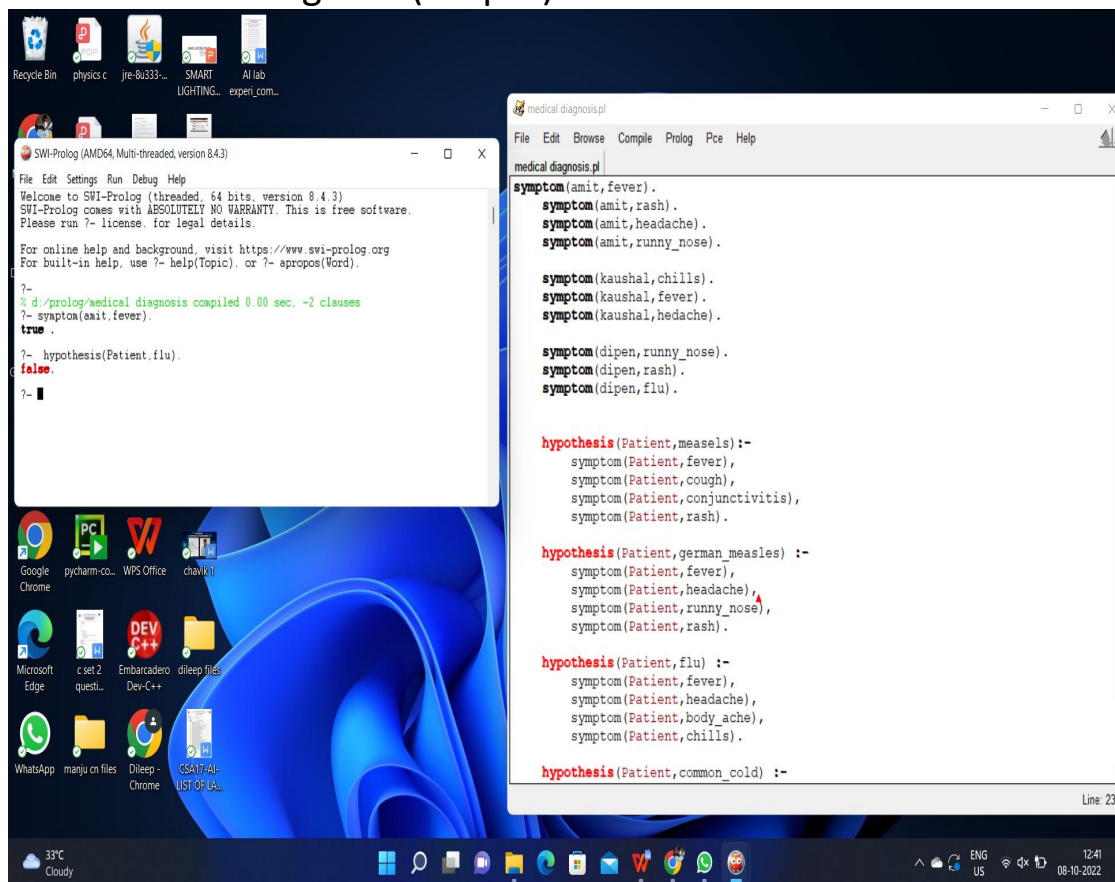 Recycle Bin
physics c
jre-8u333-...
SMART
LIGHTING...
AI lab
experi_com...
SWI-Prolog (AMD64, Multi-threaded, version 8.4.3)
File Edit Settings Run Debug Help
Welcome to SWI-Prolog (threaded, 64 bits, version 8.4.3)
SWI-Prolog comes with ABSOLUTELY NO WARRANTY. This is free software.
Please run ?- license. for legal details.
For online help and background, visit https://www.swi-prolog.org
For built-in help, use ?- help(Topic). or ?- apropos(Word).
?-
% d:/prolog/medical diagnosis compiled 0.00 sec, -2 clauses
?- symptom(amit,fever).
true .
?- hypothesis(Patient,flu).
false.
?-
medical diagnosis.pl
File Edit Browse Compile Prolog Pce Help
medical diagnosis.pl
symptom(amit,fever).
symptom(amit,rash).
symptom(amit,headache).
symptom(amit,runny_nose).
symptom(kaushal,chills).
symptom(kaushal,fever).
symptom(kaushal,hedache).
symptom(dipen,runny_nose).
symptom(dipen,rash).
symptom(dipen,flu).
hypothesis(Patient,measels):-
symptom(Patient,fever),
symptom(Patient,cough),
symptom(Patient,conjunctivitis),
symptom(Patient,rash).
hypothesis(Patient,german_measles) :-
symptom(Patient,fever),
symptom(Patient,headache),
symptom(Patient,runny_nose),
symptom(Patient,rash).
hypothesis(Patient,flu) :-
symptom(Patient,fever),
symptom(Patient,headache),
symptom(Patient,body_ache),
symptom(Patient,chills).
hypothesis(Patient,common_cold) :-
Line: 23
Google
Chrome
pycharm-co...
WPS Office
chavik 1
Microsoft
Edge
c set 2
questi...
Embarcadero
Dev-C++
dileep files
WhatsApp
manju cn files
Dileep -
Chrome
CSA17-AI-
LIST OF LA...
33°C
Cloudy
ENG
US
12:41
08-10-2022